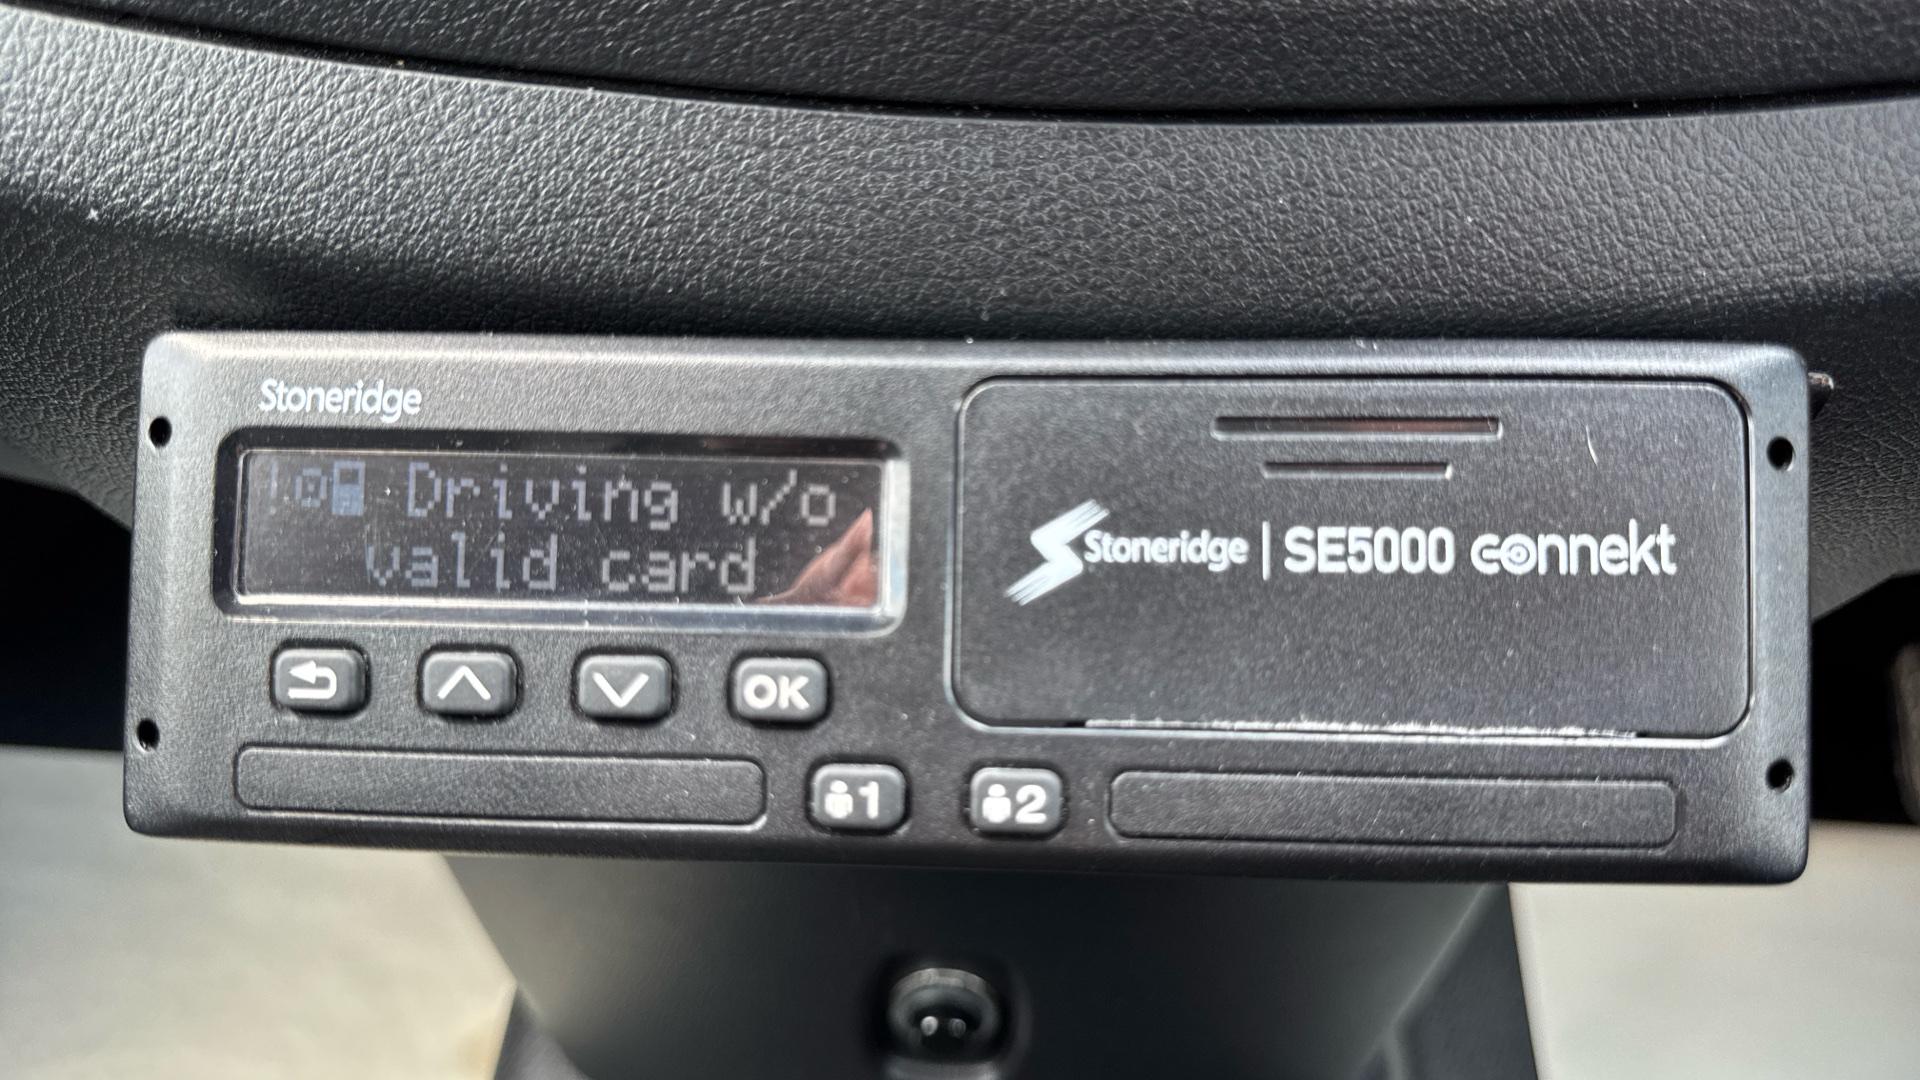 Stoneridge
! Driving w/o
valid card
Stoneridge | SE5000 connekt
OK
1
2